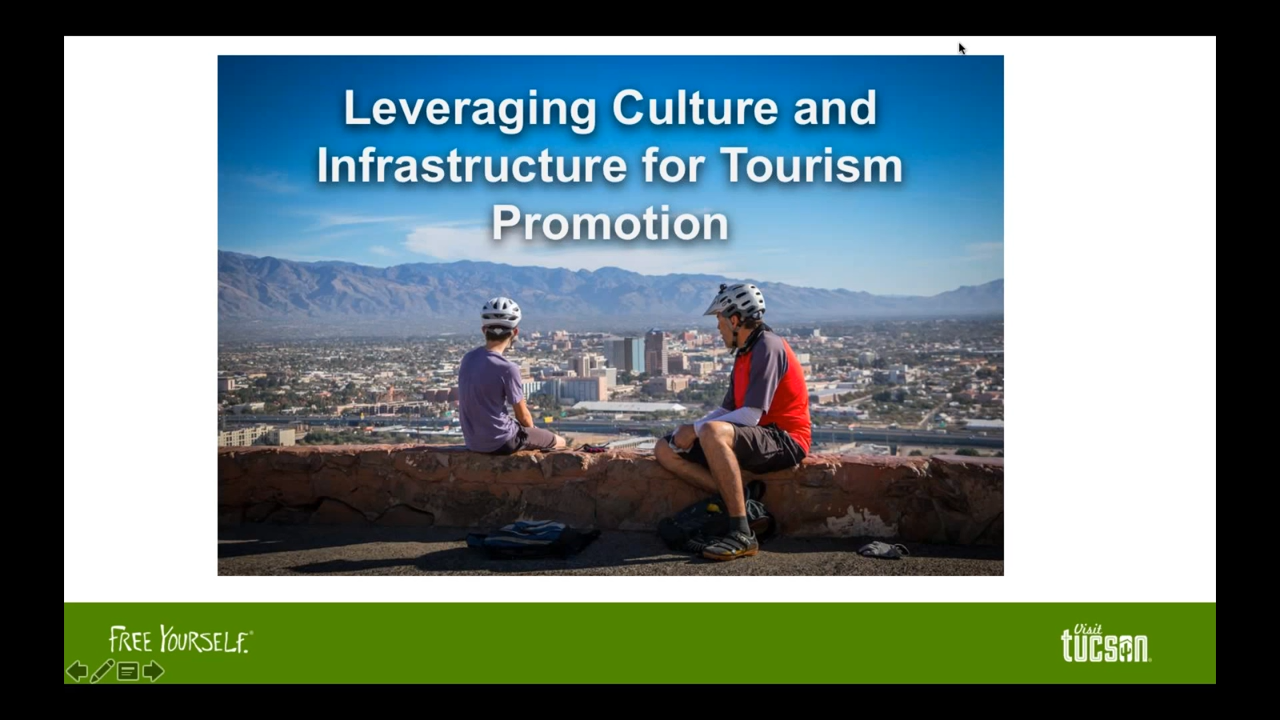 Leveraging Culture and
Infrastructure for Tourism
Promotion
FREE YOURSELF.®
Visit
tucson